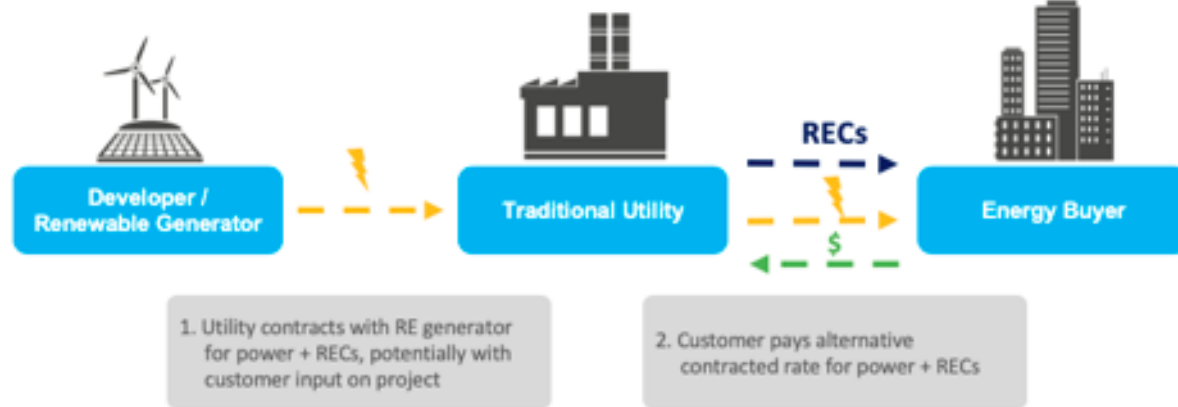 RECs
Developer /
Renewable Generator
Traditional Utility
Energy Buyer
$
1. Utility contracts with RE generator
for power + RECs, potentially with
customer input on project
2. Customer pays alternative
contracted rate for power + RECs